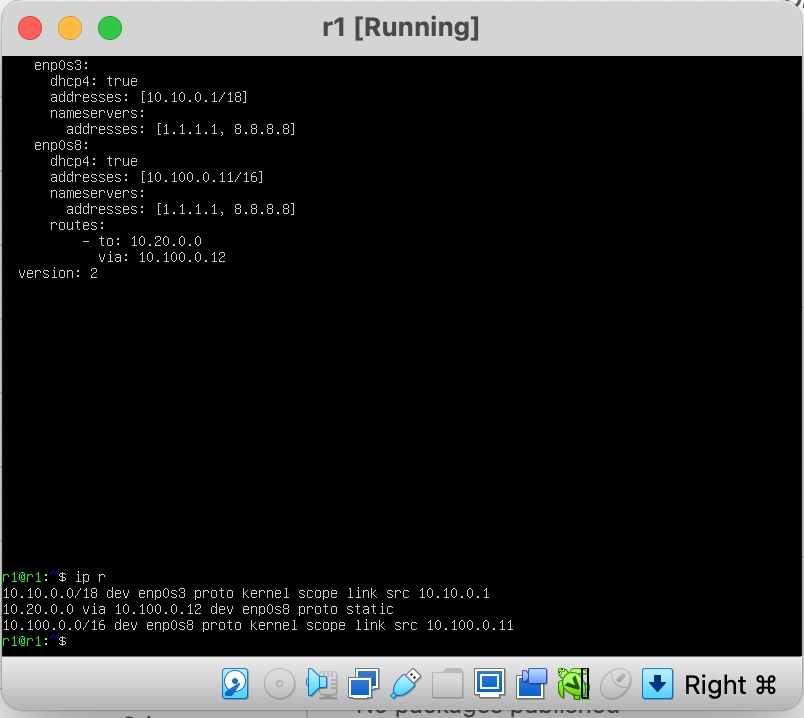 r1 [Running]
enp0s3:
dhcp4: true
addresses: [10.10.0.1/18]
nameservers:
addresses: [1.1.1.1, 8.8.8.8]
enp0s8:
dhcp4: true
addresses: [10.100.0.11/16]
nameservers:
addresses: [1.1.1.1, 8.8.8.8]
routes:
- to: 10.20.0.0
via: 10.100.0.12
version: 2
r1@r1:~$ ip r
10.10.0.0/18 dev enp0s3 proto kernel scope link src 10.10.0.1
10.20.0.0 via 10.100.0.12 dev enp0s8 proto static
10.100.0.0/16 dev enp0s8 proto kernel scope link src 10.100.0.11
r1@r1:~$
Right ⌘
No packages published